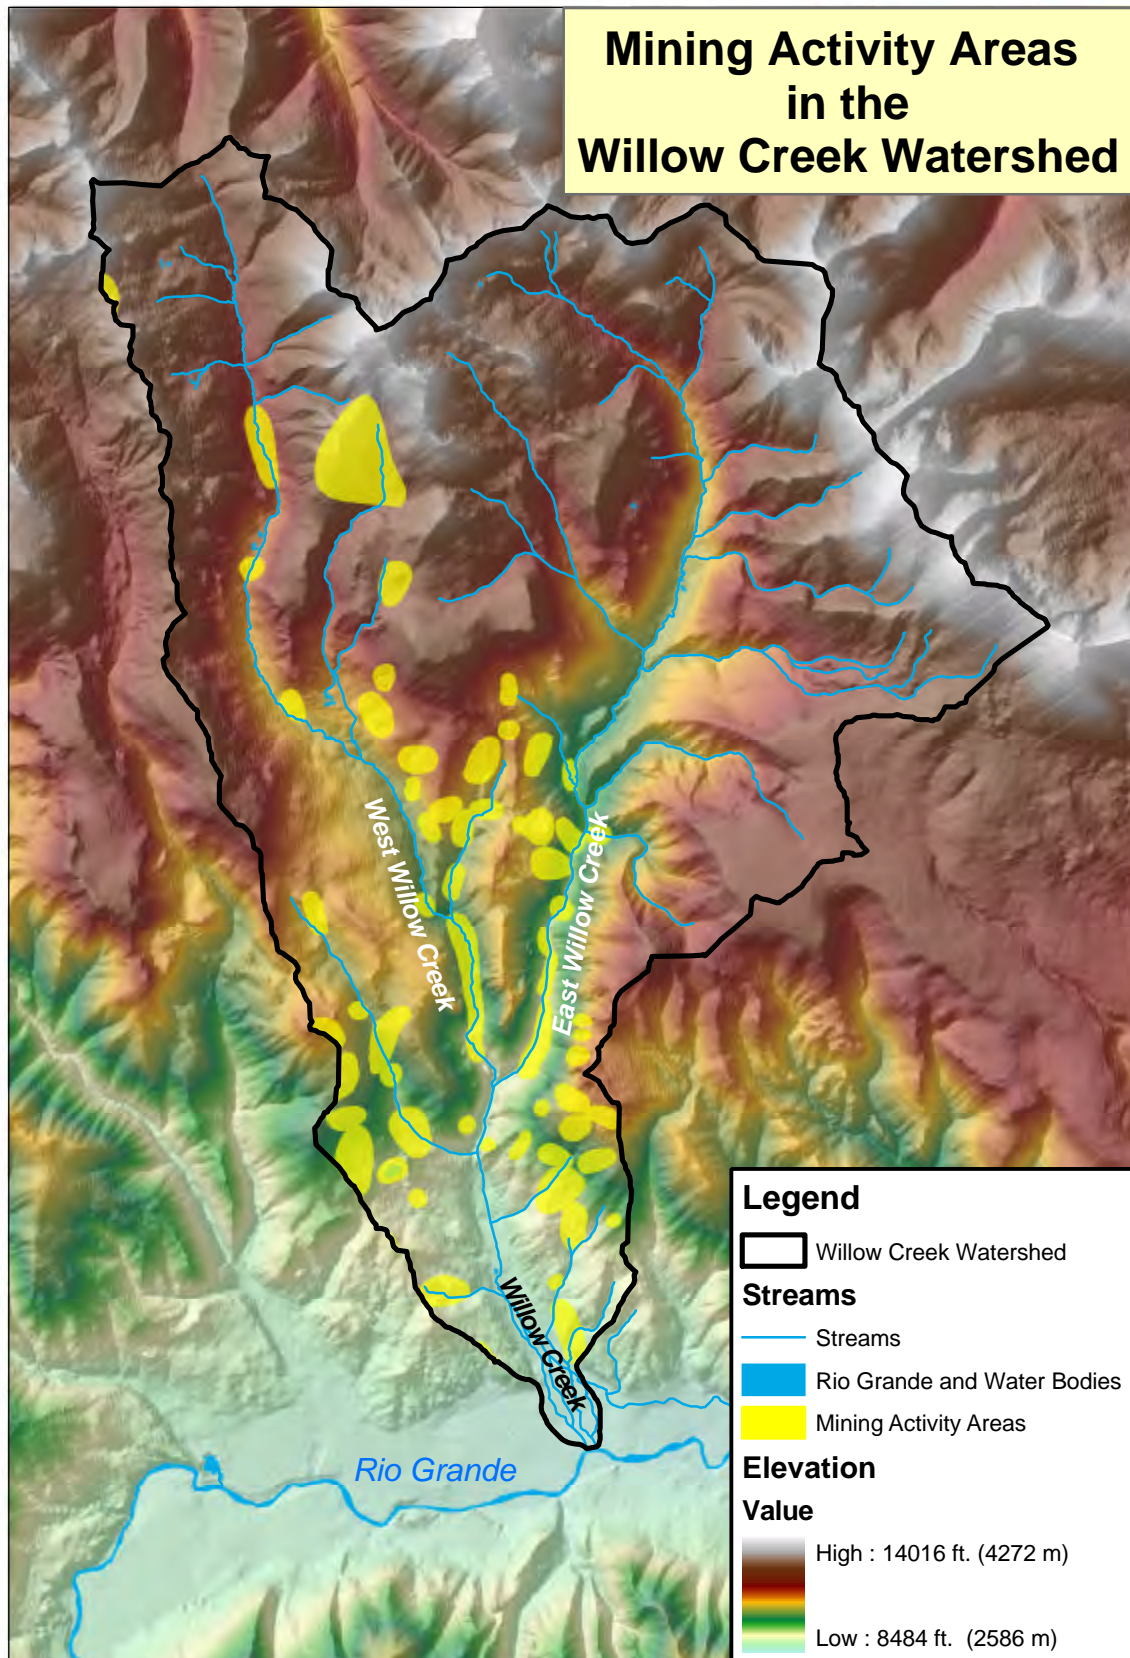 Mining Activity Areas
in the
Willow Creek Watershed
West Willow Creek
East Willow Creek
Willow Creek
Rio Grande
Legend
Willow Creek Watershed
Streams
Streams
Rio Grande and Water Bodies
Mining Activity Areas
Elevation
Value
High : 14016 ft. (4272 m)
Low : 8484 ft. (2586 m)